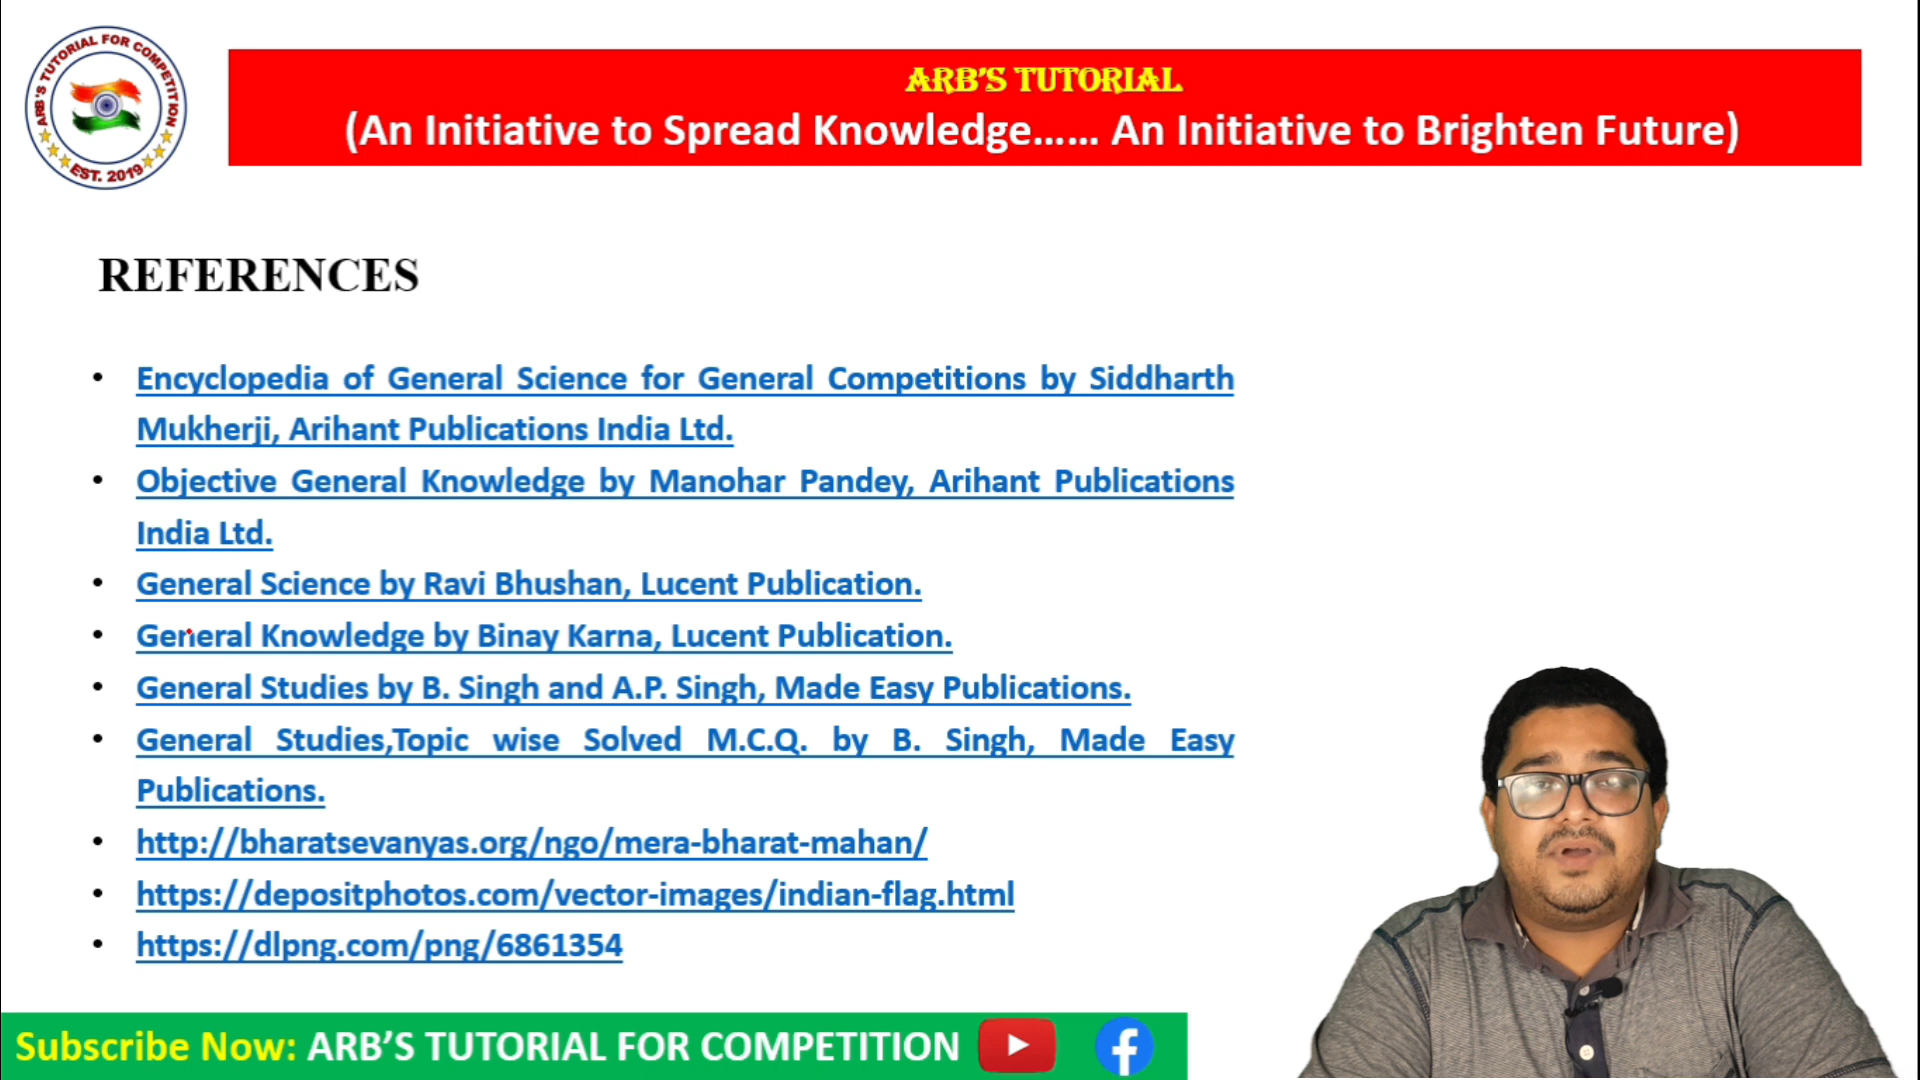 ARB'S TUTORIAL FOR COMPETITION
EST. 2019
ARB'S TUTORIAL
(An Initiative to Spread Knowledge...... An Initiative to Brighten Future)
REFERENCES
• Encyclopedia of General Science for General Competitions by Siddharth
Mukherji, Arihant Publications India Ltd.
• Objective General Knowledge by Manohar Pandey, Arihant Publications
India Ltd.
• General Science by Ravi Bhushan, Lucent Publication.
• General Knowledge by Binay Karna, Lucent Publication.
• General Studies by B. Singh and A.P. Singh, Made Easy Publications.
• General Studies,Topic wise Solved M.C.Q. by B. Singh, Made Easy
Publications.
• http://bharatsevanyas.org/ngo/mera-bharat-mahan/
• https://depositphotos.com/vector-images/indian-flag.html
• https://dlpng.com/png/6861354
Subscribe Now: ARB'S TUTORIAL FOR COMPETITION